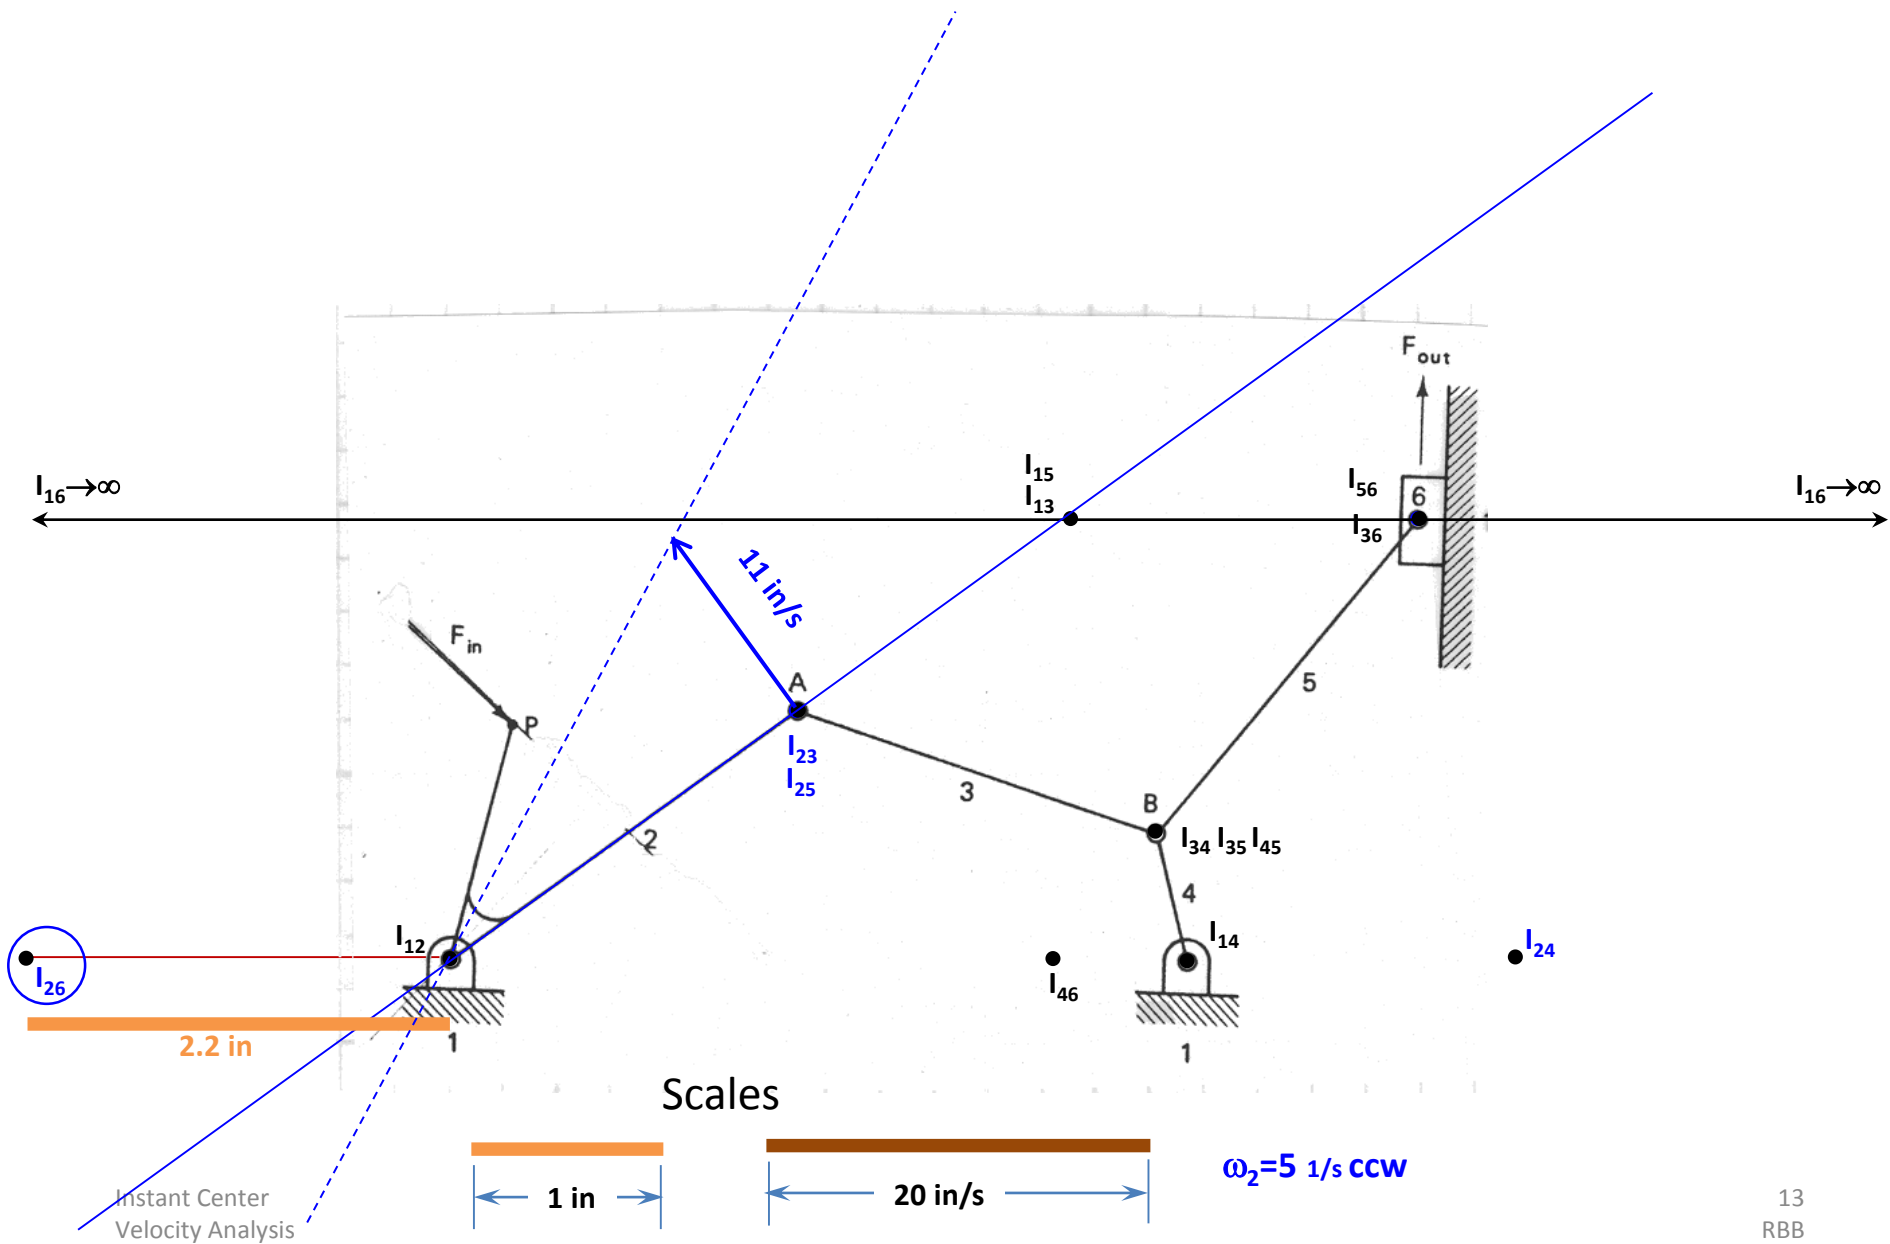 F out
I15
I13
I16→∞
I56
6
I16→∞
I36
11 in/s
F in
A
P
5
I23
I25
3
B
2
I34 I35 I45
4
I12
I14
I24
I26
I46
2.2 in
1
1
Scales
ω2=5 1/s ccw
1 in
20 in/s
Instant Center
Velocity Analysis
13
RBB